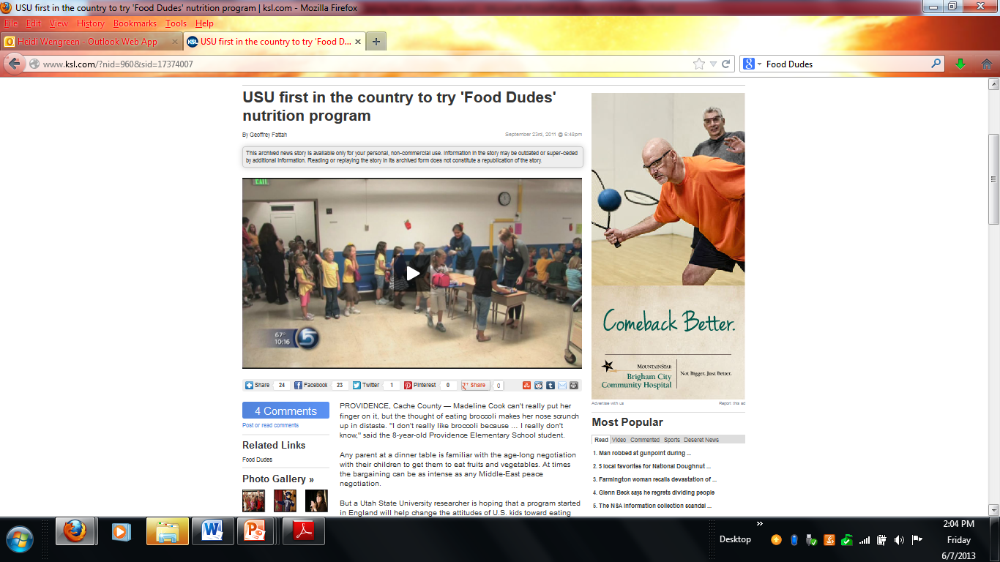 USU first in the country to try 'Food Dudes' nutrition program | ksl.com - Mozilla Firefox
File Edit View History Bookmarks Tools Help
Heidi Wengreen - Outlook Web App
KSL USU first in the country to try 'Food D...
www.ksl.com/?nid=960&sid=17374007
Food Dudes
USU first in the country to try 'Food Dudes'
nutrition program
By Geoffrey Fattah
September 23rd, 2011 @ 6:48pm
This archived news story is available only for your personal, non-commercial use. Information in the story may be outdated or super-ceded
by additional information. Reading or replaying the story in its archived form does not constitute a republication of the story.
EXIT
67°
10:16
5
Share 24 Facebook 23 Twitter 1 Pinterest 0 Share 0
4 Comments
Post or read comments
Related Links
Food Dudes
Photo Gallery »
PROVIDENCE, Cache County — Madeline Cook can't really put her
finger on it, but the thought of eating broccoli makes her nose scrunch
up in distaste. "I don't really like broccoli because ... I really don't
know," said the 8-year-old Providence Elementary School student.
Any parent at a dinner table is familiar with the age-long negotiation
with their children to get them to eat fruits and vegetables. At times
the bargaining can be as intense as any Middle-East peace
negotiation.
But a Utah State University researcher is hoping that a program started
in England will help change the attitudes of U.S. kids toward eating
Comeback Better.
MOUNTAINSTAR
Brigham City
Community Hospital
Not Bigger. Just Better.
Advertise with us
Report this ad
Most Popular
Read Video Commented Sports Deseret News
1. Man robbed at gunpoint during ...
2. 5 local favorites for National Doughnut ...
3. Farmington woman recalls devastation of ...
4. Glenn Beck says he regrets dividing people
5. The NSA information collection scandal ...
Desktop
»
2:04 PM
Friday
6/7/2013